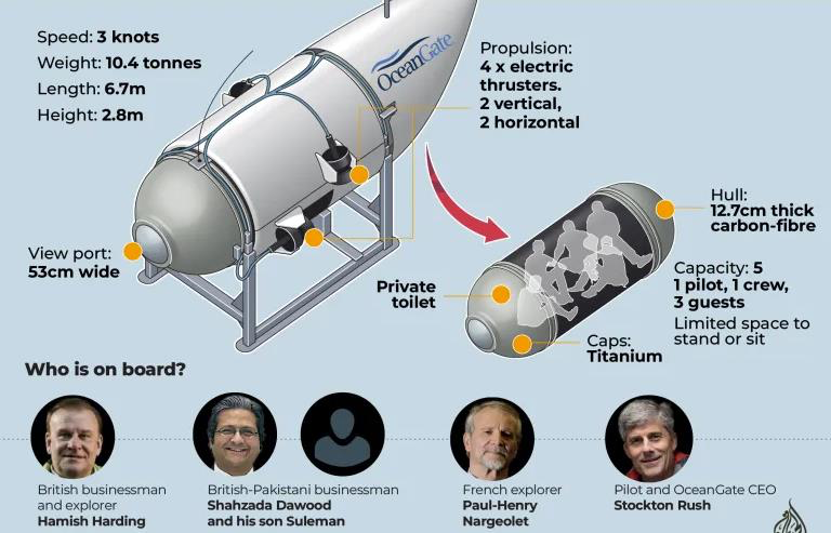 Speed: 3 knots
Weight: 10.4 tonnes
Length: 6.7m
Height: 2.8m
OceanGate
Propulsion:
4 x electric
thrusters.
2 vertical,
2 horizontal
View port:
53cm wide
Hull:
12.7cm thick
carbon-fibre
Private
toilet
Capacity: 5
1 pilot, 1 crew,
3 guests
Limited space to
stand or sit
Caps:
Titanium
Who is on board?
British businessman
and explorer
Hamish Harding
British-Pakistani businessman
Shahzada Dawood
and his son Suleman
French explorer
Paul-Henry
Nargeolet
Pilot and OceanGate CEO
Stockton Rush